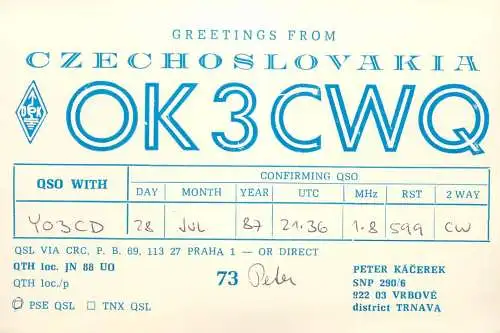 GREETINGS FROM
CZECHOSLOVAKIA
OK3CWQ
QSO WITH
CONFIRMING QSO
DAY MONTH YEAR UTC MHz RST 2 WAY
YO3CD 28 JUL 87 21.36 1.8 599 CW
QSL VIA CRC, P. B. 69, 113 27 PRAHA 1 — OR DIRECT
QTH loc. JN 88 UO
QTH loc./p
73 Peter
PETER KÁČEREK
SNP 290/6
922 03 VRBOVÉ
district TRNAVA
PSE QSL TNX QSL